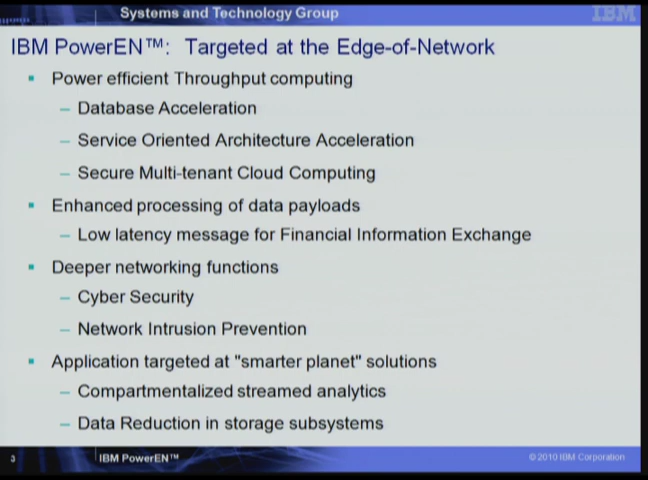 Systems and Technology Group
IBM
IBM PowerEN™: Targeted at the Edge-of-Network
▪ Power efficient Throughput computing
– Database Acceleration
– Service Oriented Architecture Acceleration
– Secure Multi-tenant Cloud Computing
▪ Enhanced processing of data payloads
– Low latency message for Financial Information Exchange
▪ Deeper networking functions
– Cyber Security
– Network Intrusion Prevention
▪ Application targeted at "smarter planet" solutions
– Compartmentalized streamed analytics
– Data Reduction in storage subsystems
3 IBM PowerEN™ © 2010 IBM Corporation